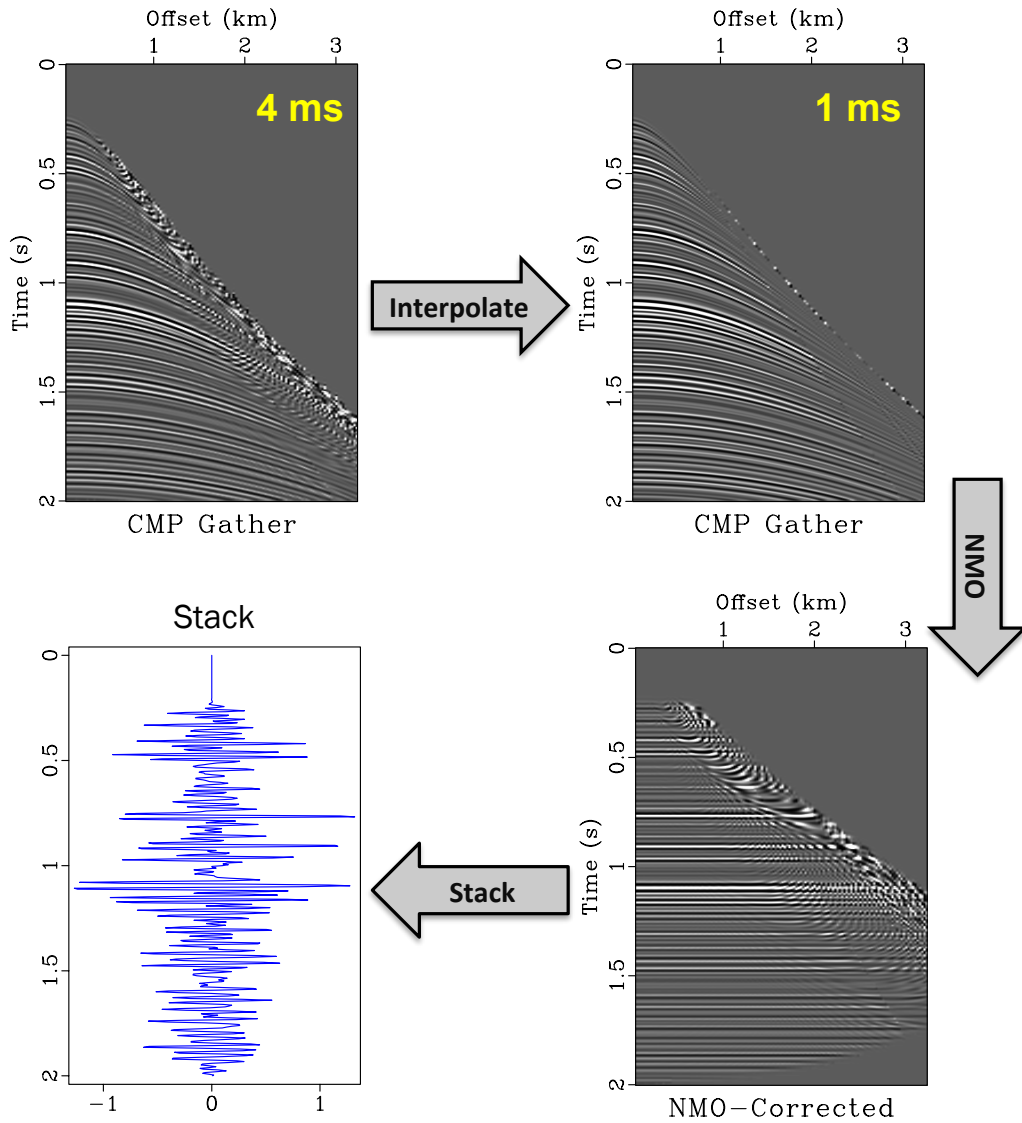 Offset (km)
1 2 3
4 ms
0
0.5
1
1.5
2
Time (s)
CMP Gather
Interpolate
Offset (km)
1 2 3
1 ms
0
0.5
1
1.5
2
Time (s)
CMP Gather
NMO
Offset (km)
1 2 3
0
0.5
1
1.5
2
Time (s)
NMO-Corrected
Stack
Stack
0
0.5
1
1.5
2
-1 0 1